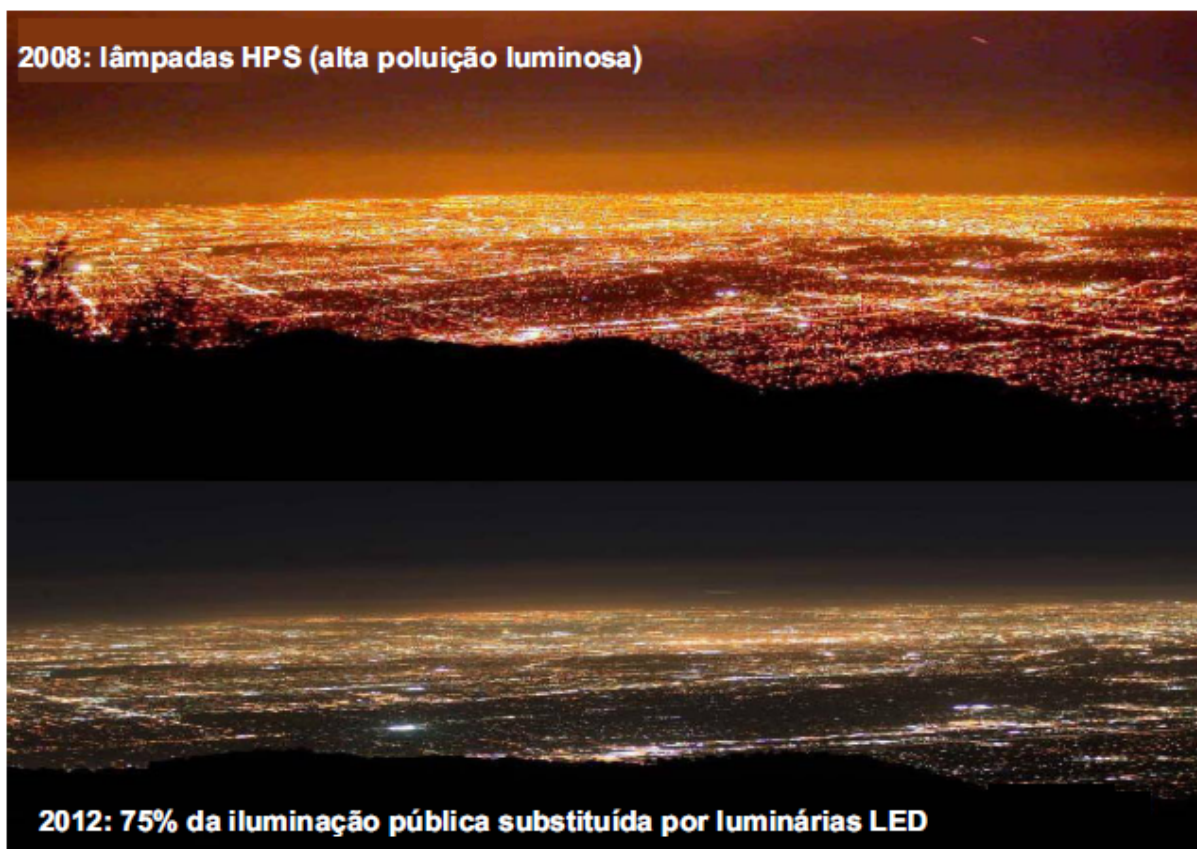 2008: lâmpadas HPS (alta poluição luminosa)
2012: 75% da iluminação pública substituída por luminárias LED